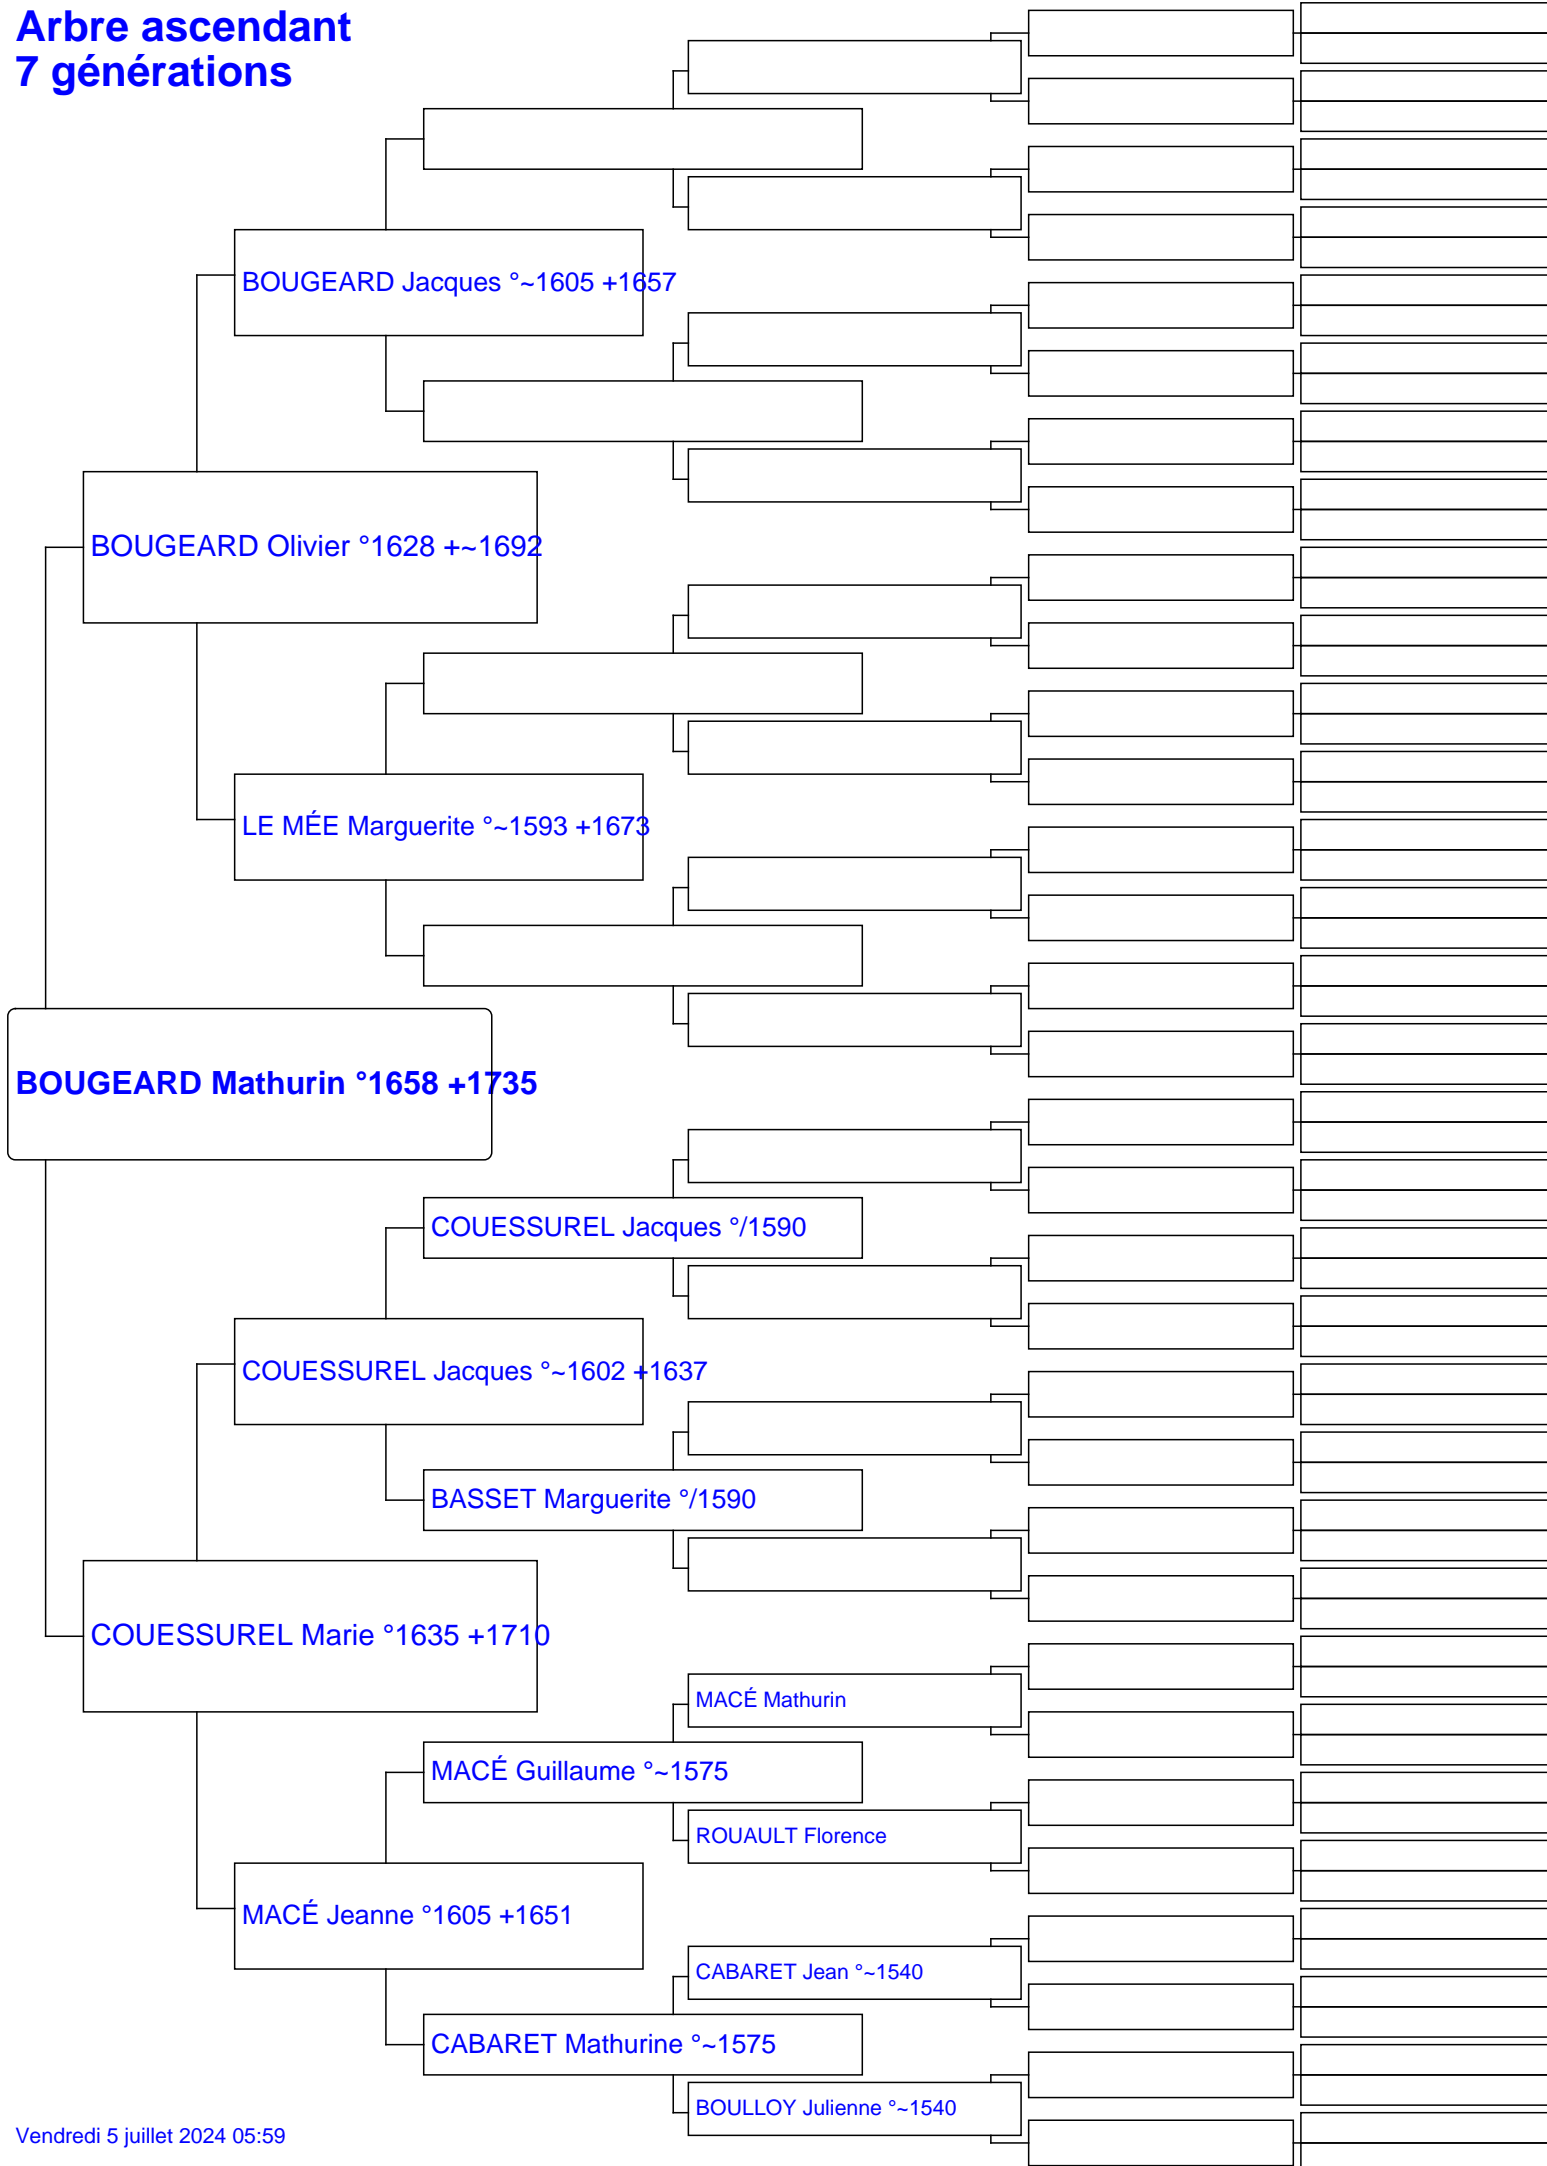 Arbre ascendant
7 générations
BOUGEARD Jacques °~1605 +1657
BOUGEARD Olivier °1628 +~1692
LE MÉE Marguerite °~1593 +1673
BOUGEARD Mathurin °1658 +1735
COUESSUREL Jacques °/1590
COUESSUREL Jacques °~1602 +1637
BASSET Marguerite °/1590
COUESSUREL Marie °1635 +1710
MACÉ Mathurin
MACÉ Guillaume °~1575
ROUAULT Florence
MACÉ Jeanne °1605 +1651
CABARET Jean °~1540
CABARET Mathurine °~1575
BOULLOY Julienne °~1540
Vendredi 5 juillet 2024 05:59